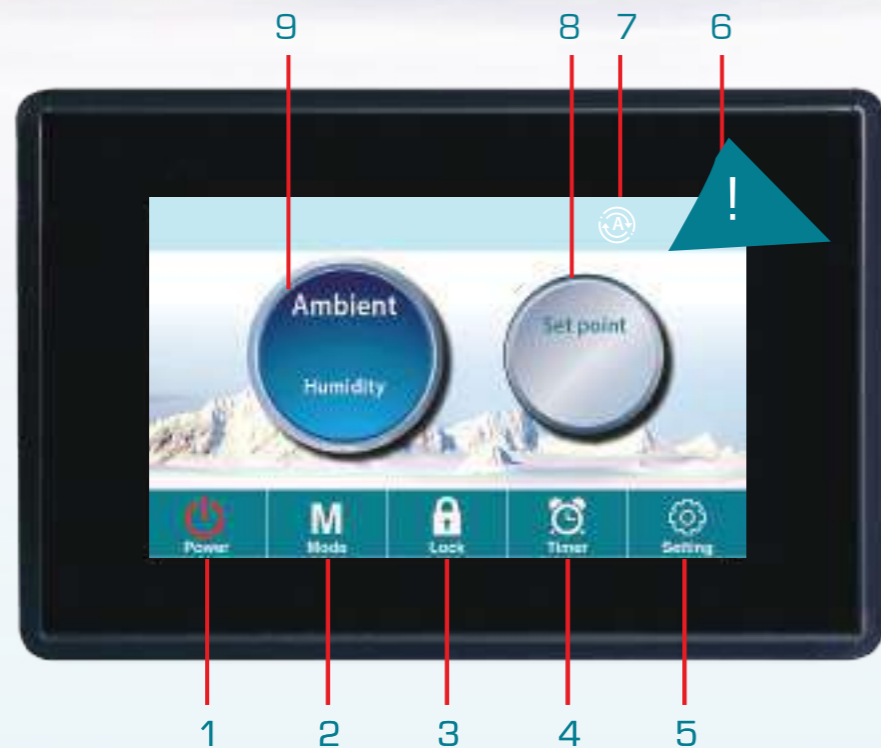 9 8 7 6
A
!
Ambient
Set point
Humidity
M
Power Mode Lock Timer Setting
1 2 3 4 5